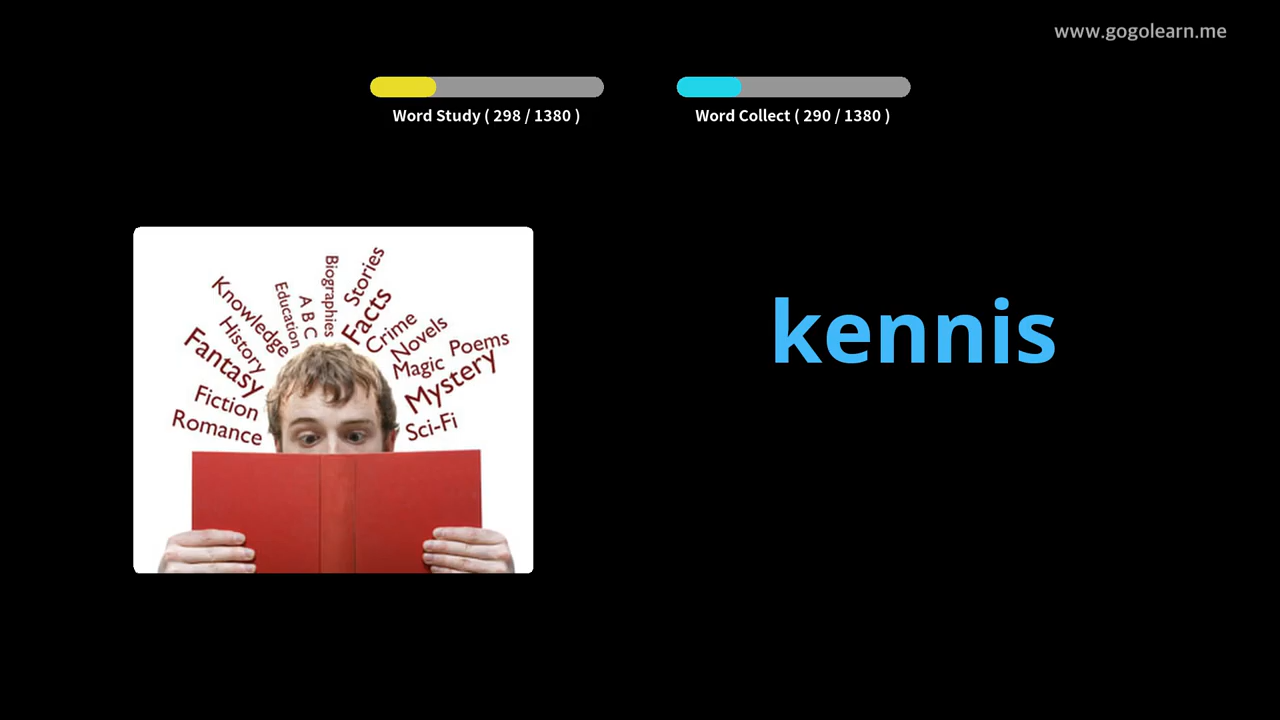 www.gogolearn.me
Word Study ( 298 / 1380 )
Word Collect ( 290 / 1380 )
Stories
Biographies
Facts
A B C
Education
Knowledge
Crime
Novels
History
Poems
Fantasy
Magic
Mystery
Fiction
Sci-Fi
Romance
kennis